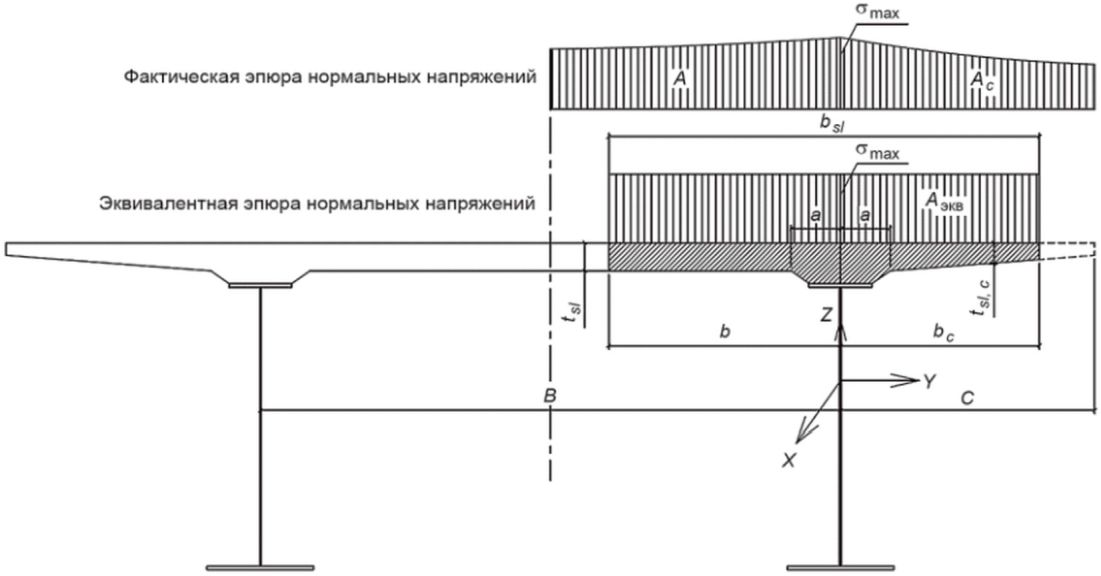 σmax
Фактическая эпюра нормальных напряжений
A
Ac
bsl
σmax
Эквивалентная эпюра нормальных напряжений
Aэкв
a
a
tsl
tsl, c
Z
b
bc
Y
B
C
X